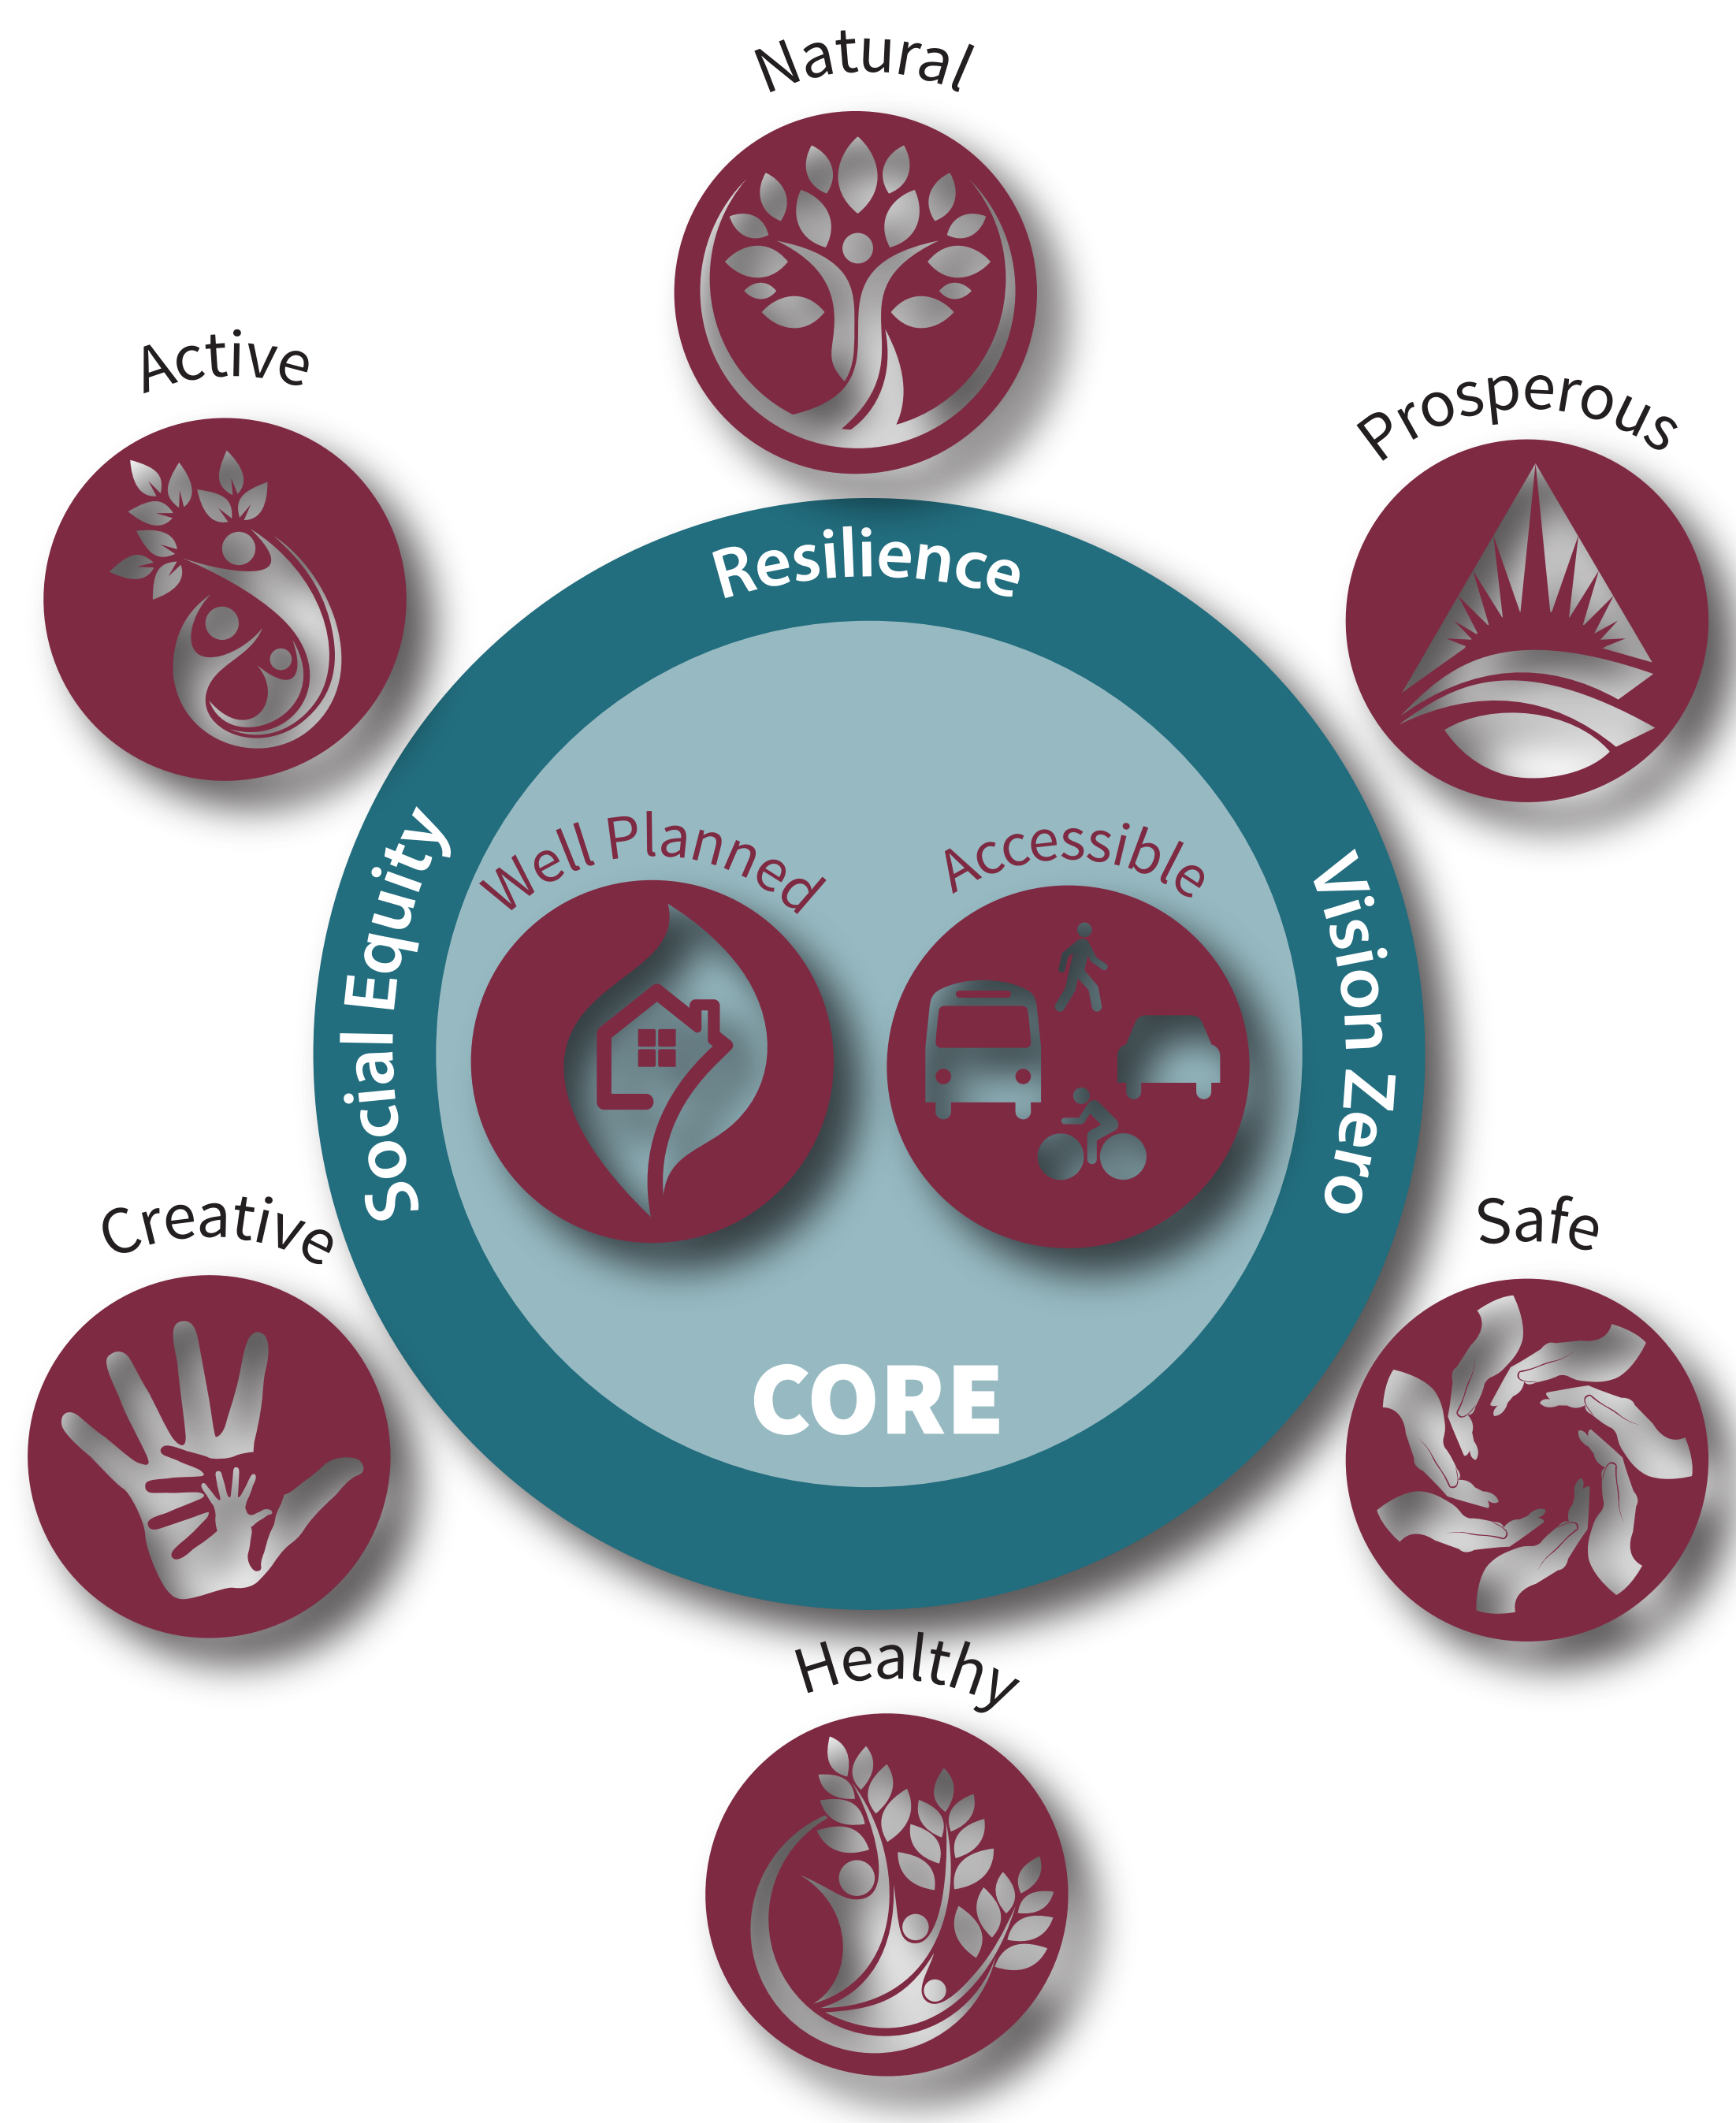 Natural
Active
Prosperous
Resilience
Social Equity
Well Planned
Accessible
Vision Zero
Creative
Safe
CORE
Healthy